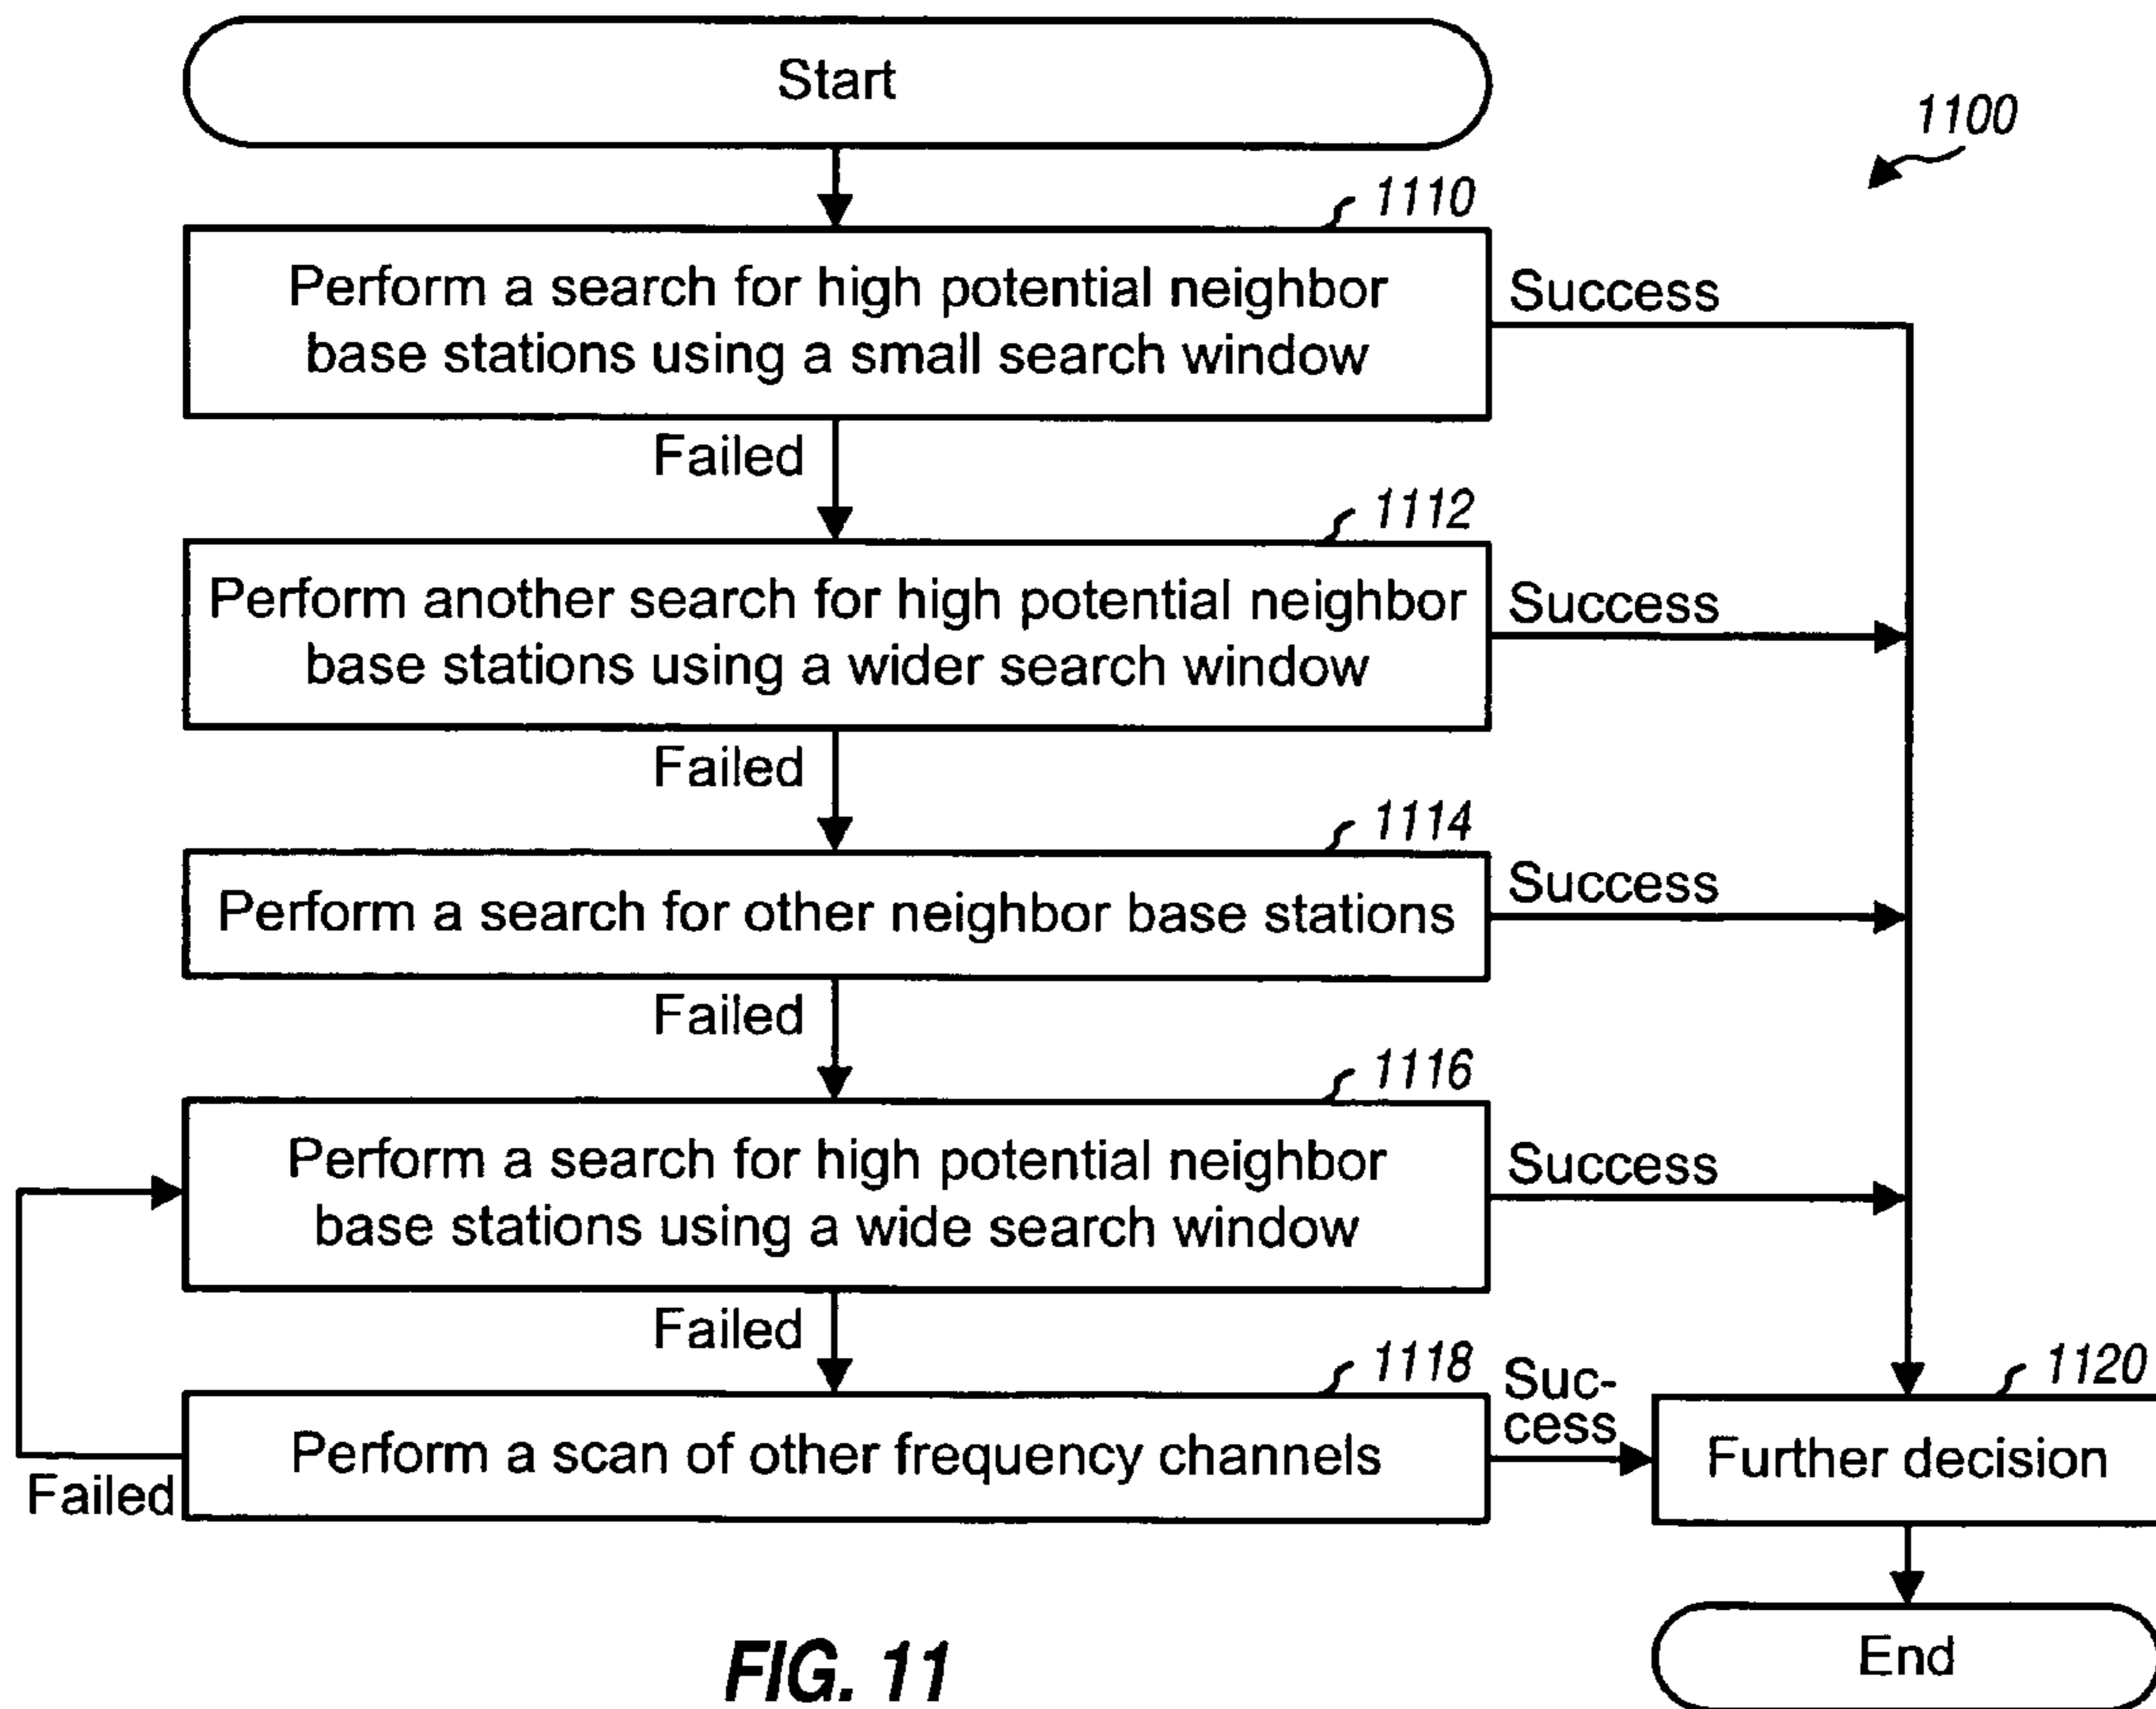 Start
1100
1110
Perform a search for high potential neighbor
base stations using a small search window
Success
Failed
1112
Perform another search for high potential neighbor
base stations using a wider search window
Success
Failed
1114
Perform a search for other neighbor base stations
Success
Failed
1116
Perform a search for high potential neighbor
base stations using a wide search window
Success
Failed
1118
Perform a scan of other frequency channels
Suc-
cess
Failed
1120
Further decision
End
FIG. 11